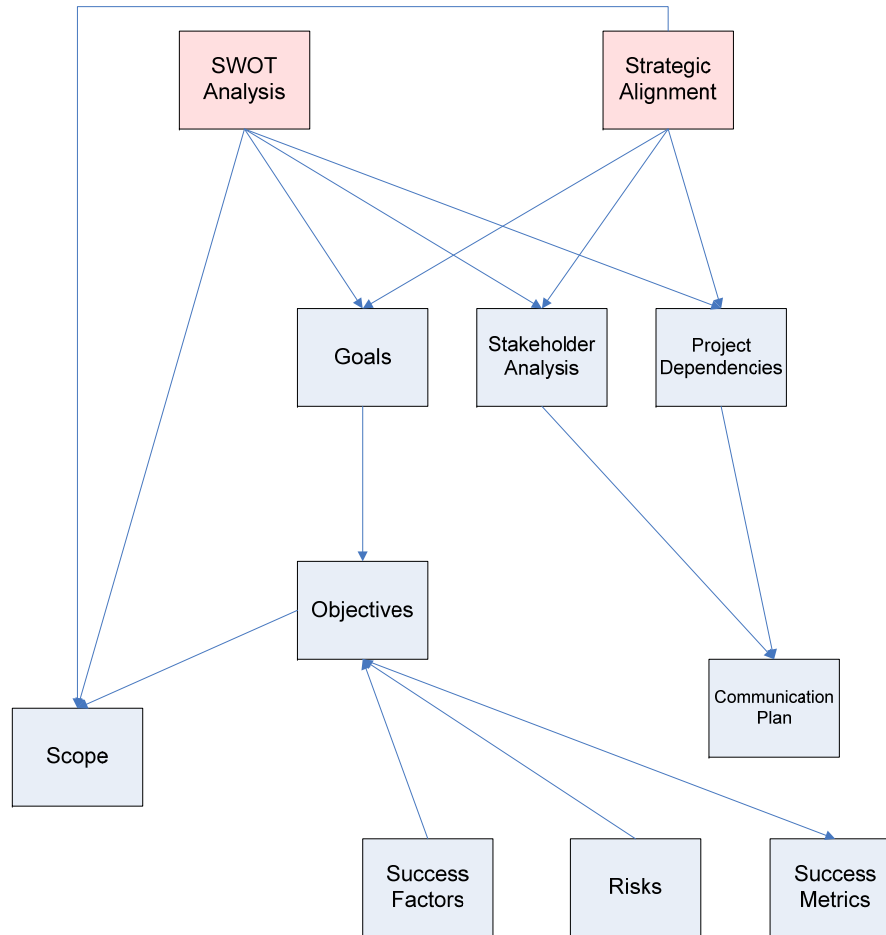 SWOT
Analysis
Strategic
Alignment
Goals
Stakeholder
Analysis
Project
Dependencies
Objectives
Communication
Plan
Scope
Success
Factors
Risks
Success
Metrics